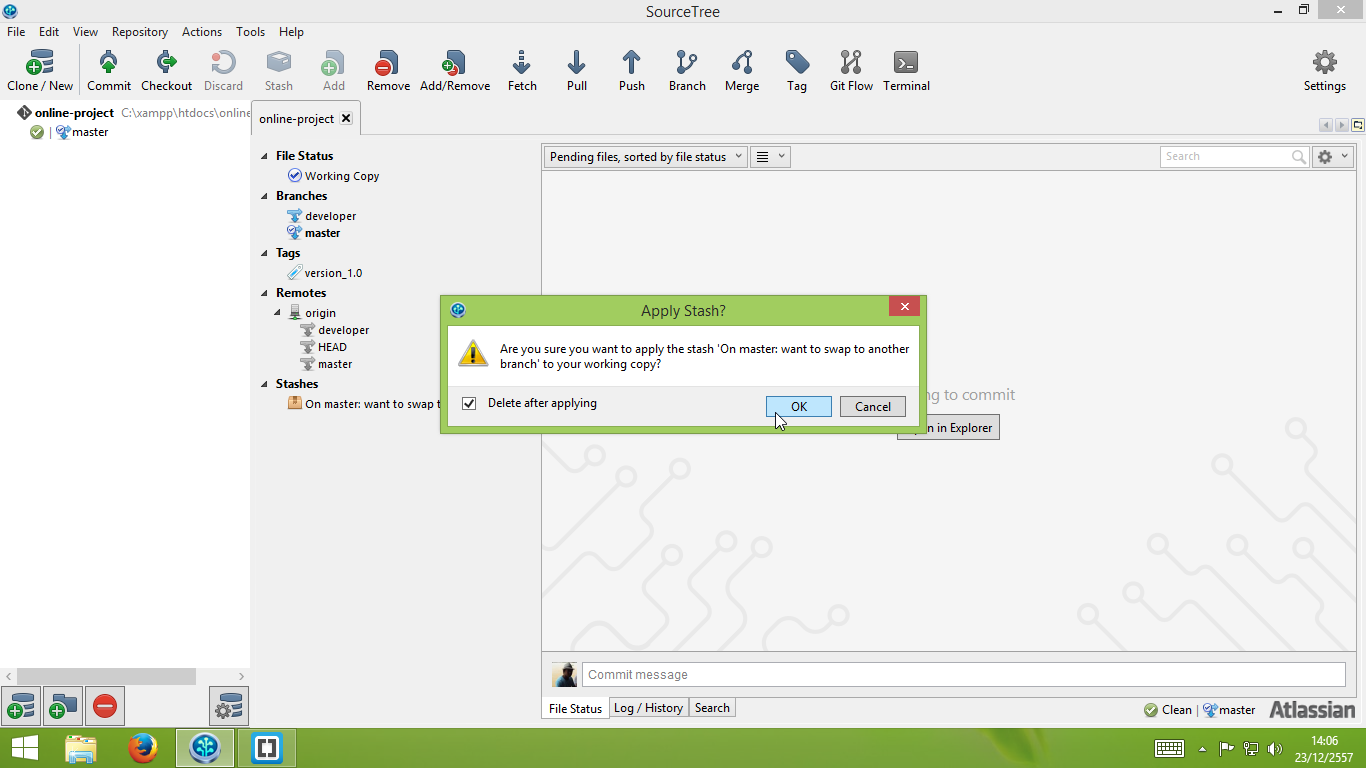 SourceTree
File Edit View Repository Actions Tools Help
Clone / New Commit Checkout Discard Stash Add Remove Add/Remove Fetch Pull Push Branch Merge Tag Git Flow Terminal Settings
online-project C:\xampp\htdocs\online
master
online-project
File Status
Working Copy
Branches
developer
master
Tags
version_1.0
Remotes
origin
developer
HEAD
master
Stashes
On master: want to swap t
Pending files, sorted by file status
Search
Apply Stash?
Are you sure you want to apply the stash 'On master: want to swap to another
branch' to your working copy?
Delete after applying
OK Cancel
to commit
in Explorer
Commit message
File Status Log / History Search
Clean master Atlassian
14:06
23/12/2557